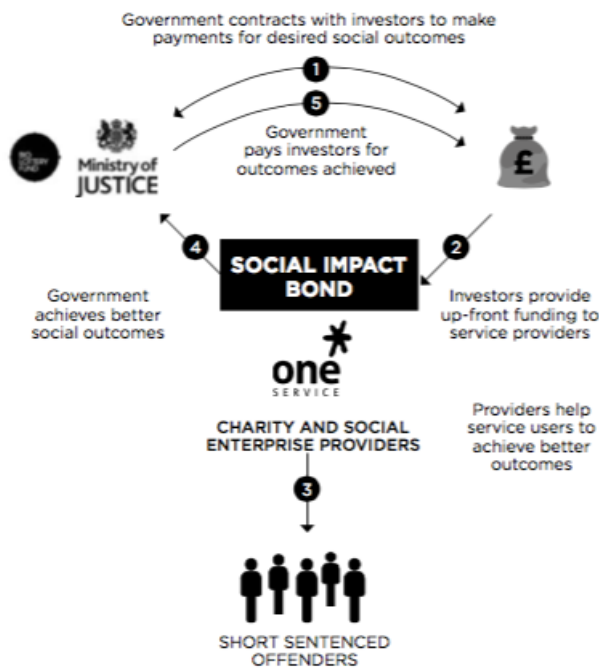 Government contracts with investors to make
payments for desired social outcomes
1
5
Government
pays investors for
outcomes achieved
BIG
LOTTERY
FUND
Ministry of
JUSTICE
£
4
2
SOCIAL IMPACT
BOND
Government
achieves better
social outcomes
Investors provide
up-front funding to
service providers
one
SERVICE
CHARITY AND SOCIAL
ENTERPRISE PROVIDERS
Providers help
service users to
achieve better
outcomes
3
SHORT SENTENCED
OFFENDERS